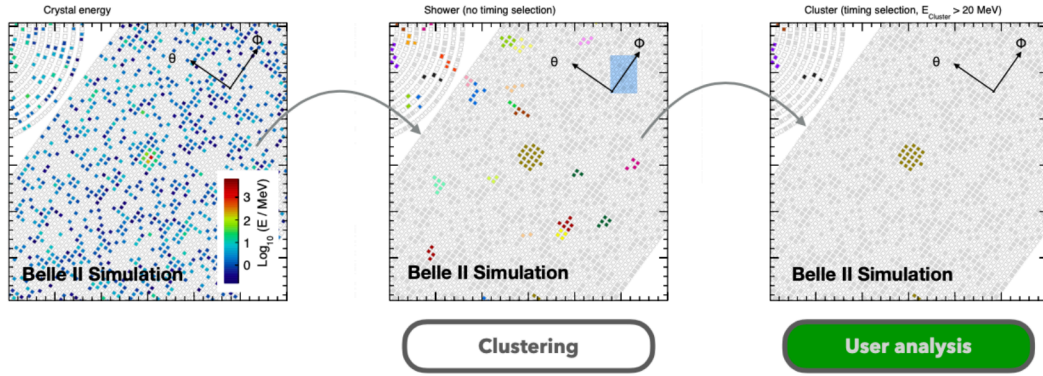 Crystal energy
Shower (no timing selection)
Cluster (timing selection, E_Cluster > 20 MeV)
θ
Φ
θ
Φ
θ
Φ
3
2
1
0
Log10 (E / MeV)
Belle II Simulation
Belle II Simulation
Belle II Simulation
Clustering
User analysis